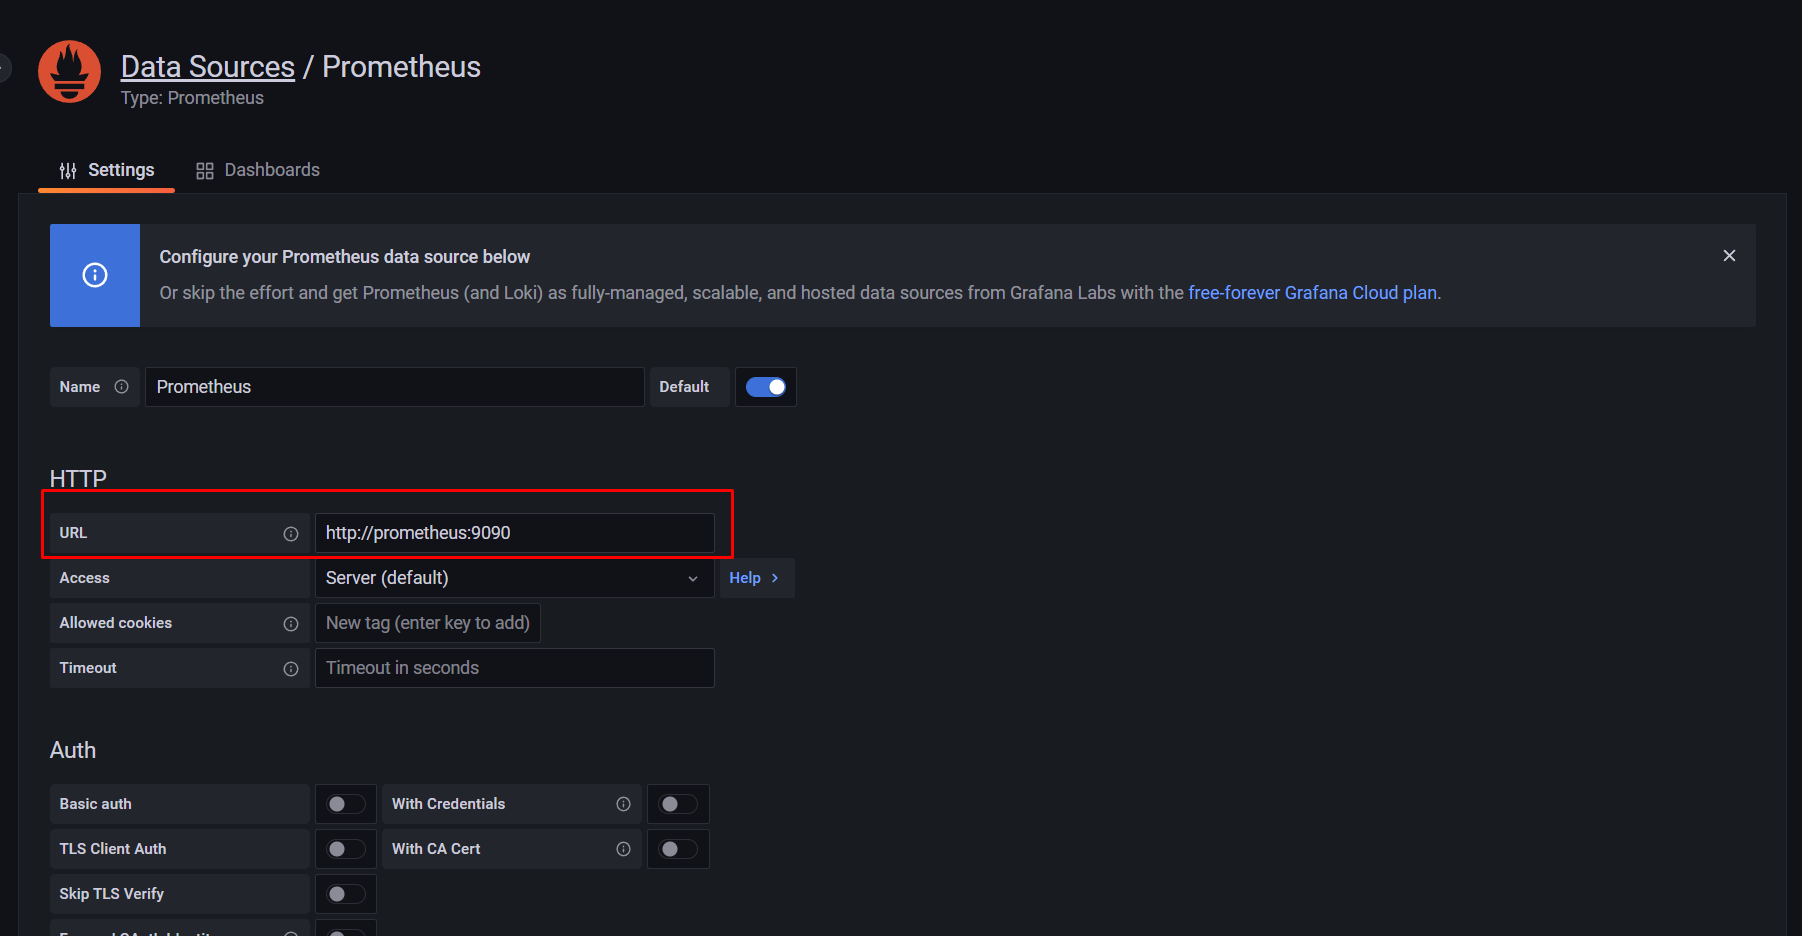 Data Sources / Prometheus
Type: Prometheus
Settings
Dashboards
Configure your Prometheus data source below
Or skip the effort and get Prometheus (and Loki) as fully-managed, scalable, and hosted data sources from Grafana Labs with the free-forever Grafana Cloud plan.
Name Prometheus Default
HTTP
URL http://prometheus:9090
Access Server (default) Help
Allowed cookies New tag (enter key to add)
Timeout Timeout in seconds
Auth
Basic auth With Credentials
TLS Client Auth With CA Cert
Skip TLS Verify